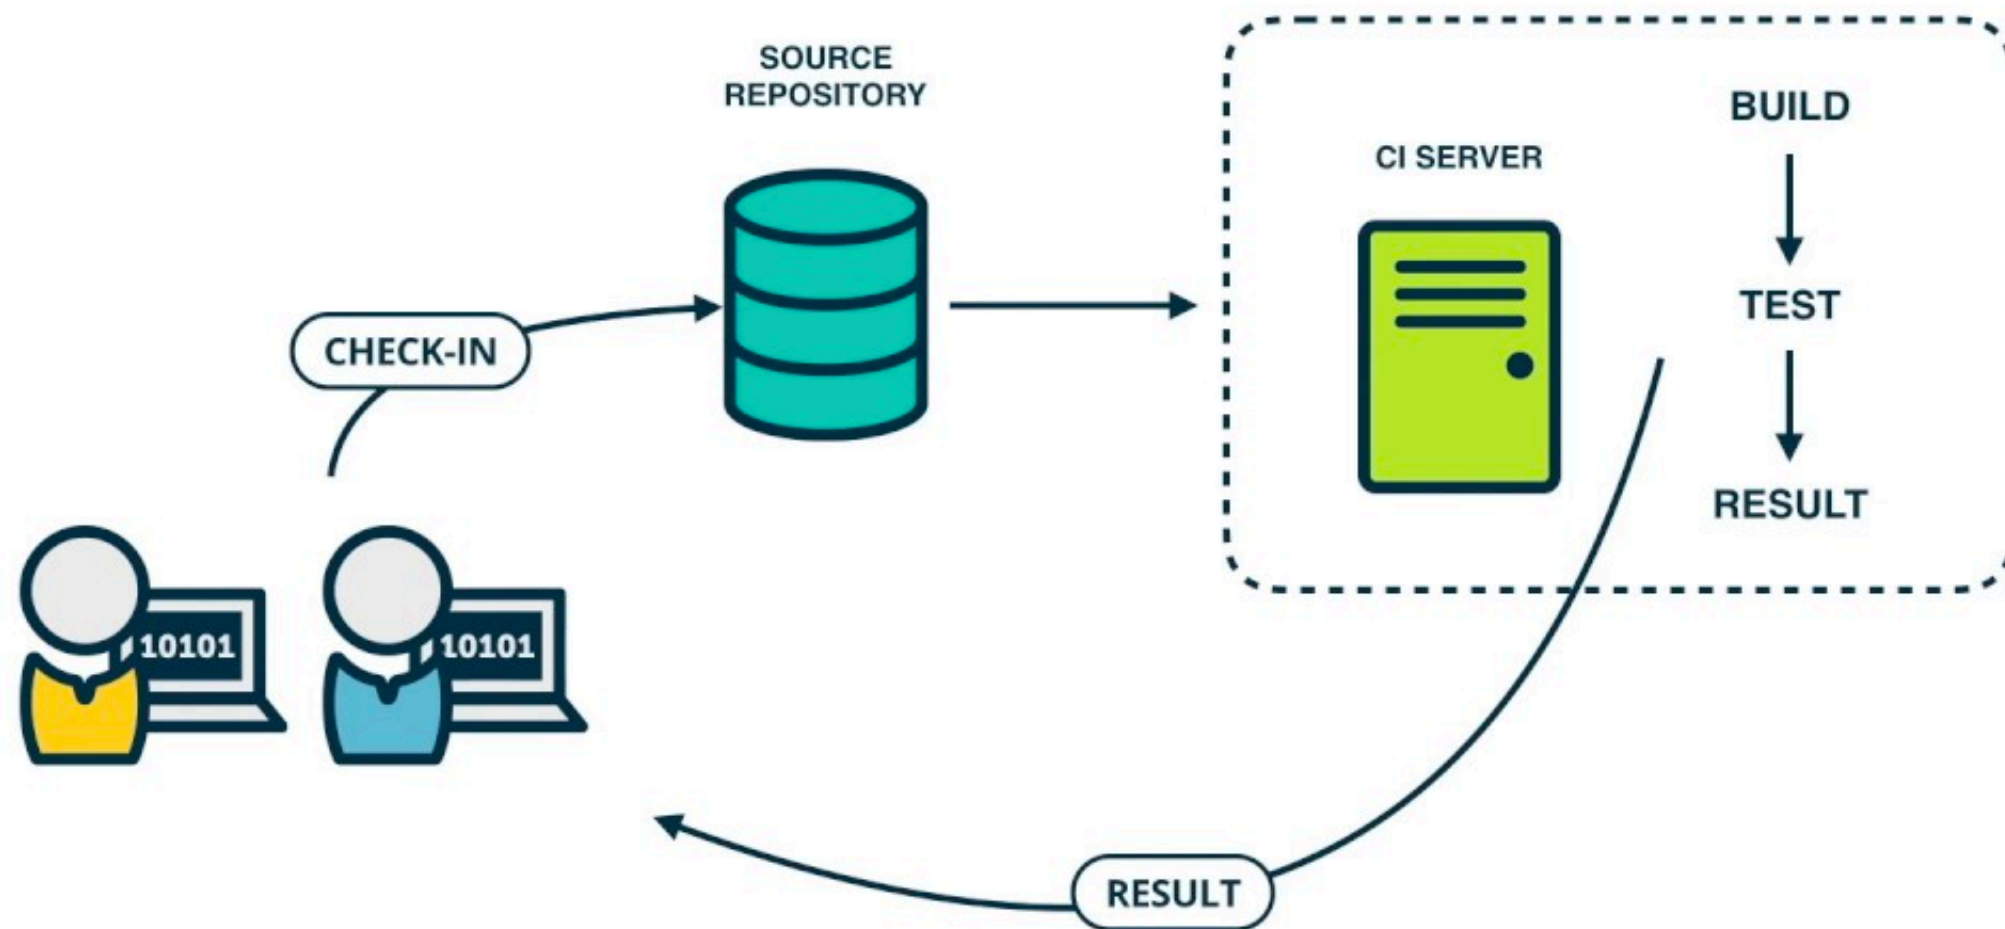 SOURCE
REPOSITORY
BUILD
CI SERVER
TEST
CHECK-IN
RESULT
10101
10101
RESULT